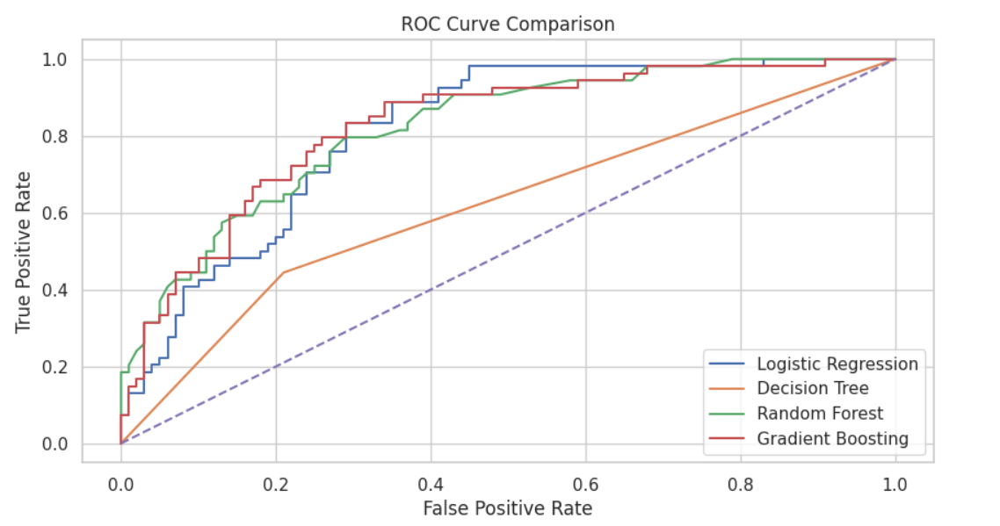 ROC Curve Comparison
1.0
0.8
0.6
0.4
0.2
0.0
True Positive Rate
0.0 0.2 0.4 0.6 0.8 1.0
False Positive Rate
Logistic Regression
Decision Tree
Random Forest
Gradient Boosting